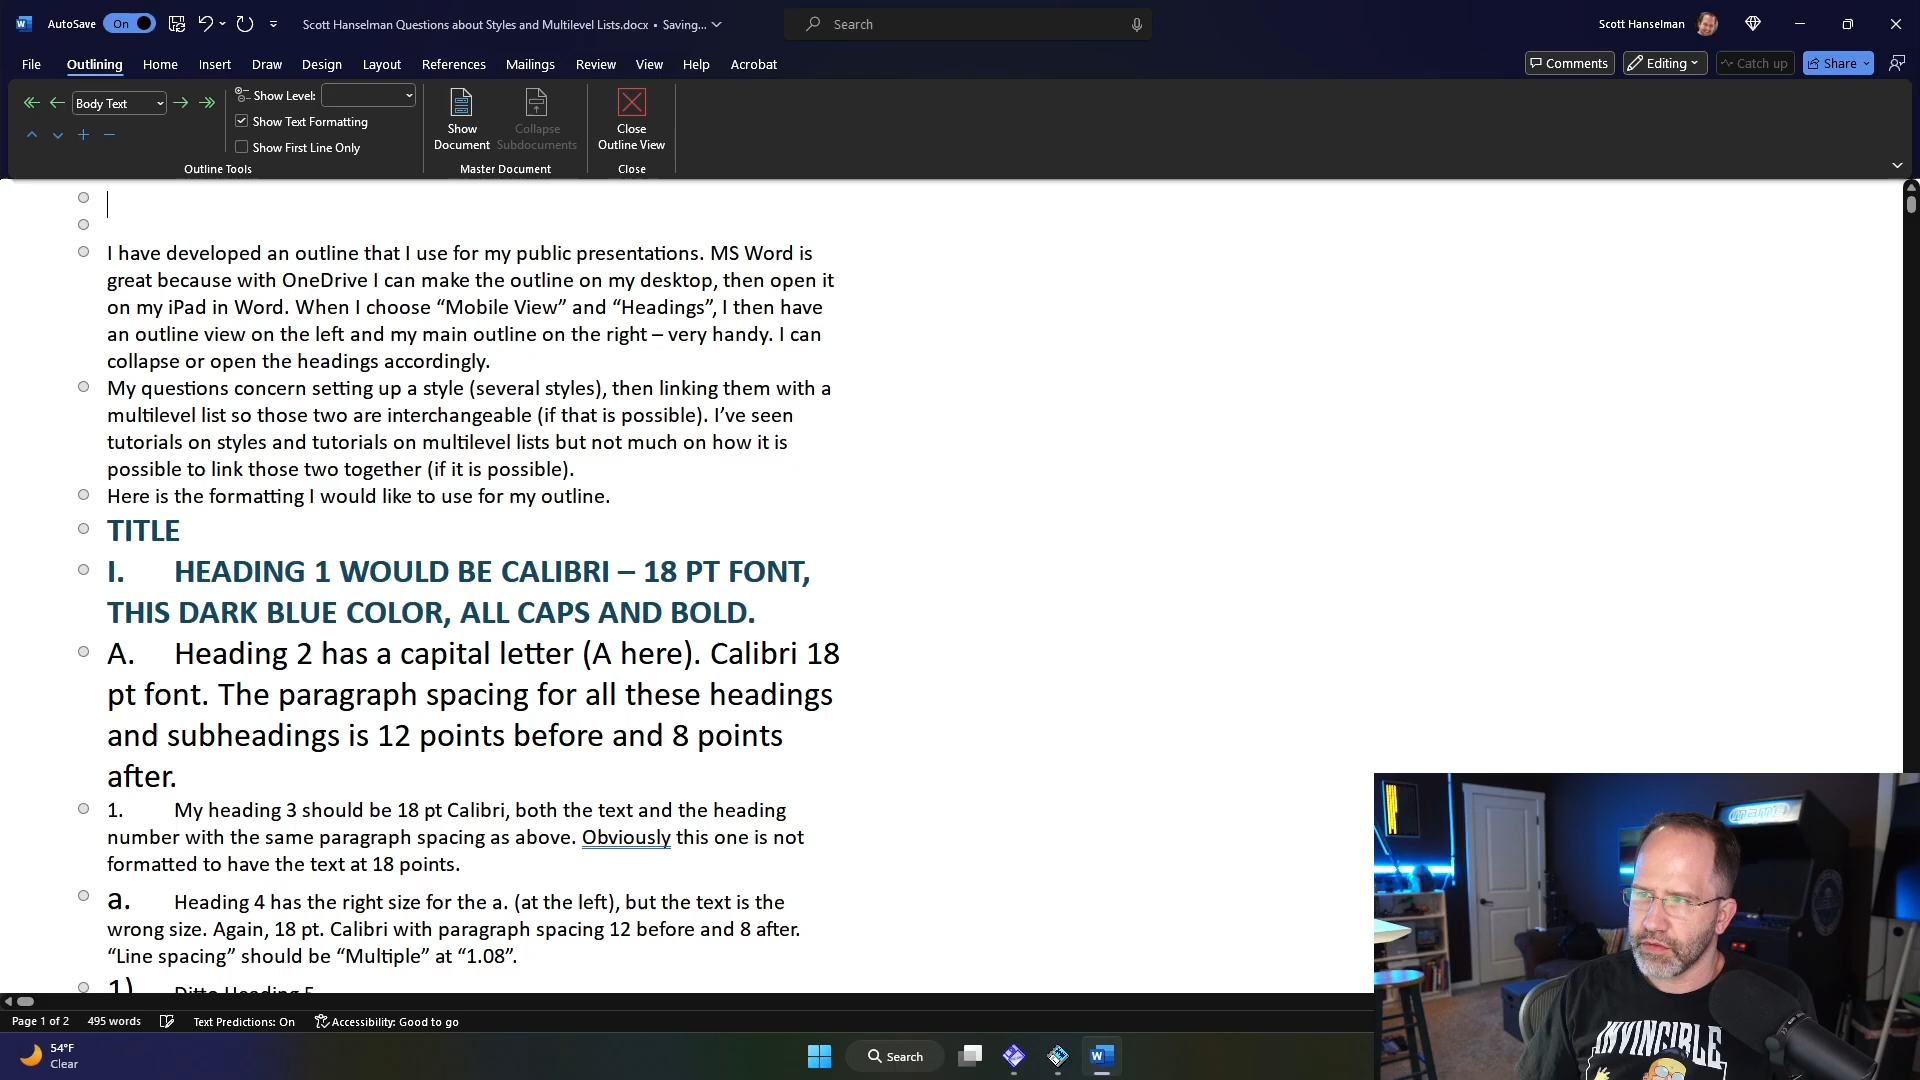 AutoSave On Scott Hanselman Questions about Styles and Multilevel Lists.docx • Saving... Search Scott Hanselman
File Outlining Home Insert Draw Design Layout References Mailings Review View Help Acrobat Comments Editing Catch up Share
Body Text Show Level:
Show Text Formatting
Show First Line Only
Outline Tools
Show Document
Collapse Subdocuments
Master Document
Close Outline View
Close
I have developed an outline that I use for my public presentations. MS Word is
great because with OneDrive I can make the outline on my desktop, then open it
on my iPad in Word. When I choose “Mobile View” and “Headings”, I then have
an outline view on the left and my main outline on the right – very handy. I can
collapse or open the headings accordingly.
My questions concern setting up a style (several styles), then linking them with a
multilevel list so those two are interchangeable (if that is possible). I’ve seen
tutorials on styles and tutorials on multilevel lists but not much on how it is
possible to link those two together (if it is possible).
Here is the formatting I would like to use for my outline.
TITLE
I. HEADING 1 WOULD BE CALIBRI – 18 PT FONT,
THIS DARK BLUE COLOR, ALL CAPS AND BOLD.
A. Heading 2 has a capital letter (A here). Calibri 18
pt font. The paragraph spacing for all these headings
and subheadings is 12 points before and 8 points
after.
1. My heading 3 should be 18 pt Calibri, both the text and the heading
number with the same paragraph spacing as above. Obviously this one is not
formatted to have the text at 18 points.
a. Heading 4 has the right size for the a. (at the left), but the text is the
wrong size. Again, 18 pt. Calibri with paragraph spacing 12 before and 8 after.
“Line spacing” should be “Multiple” at “1.08”.
1) Ditto Heading 5
Page 1 of 2 495 words Text Predictions: On Accessibility: Good to go
54°F
Clear
Search
INVINCIBLE